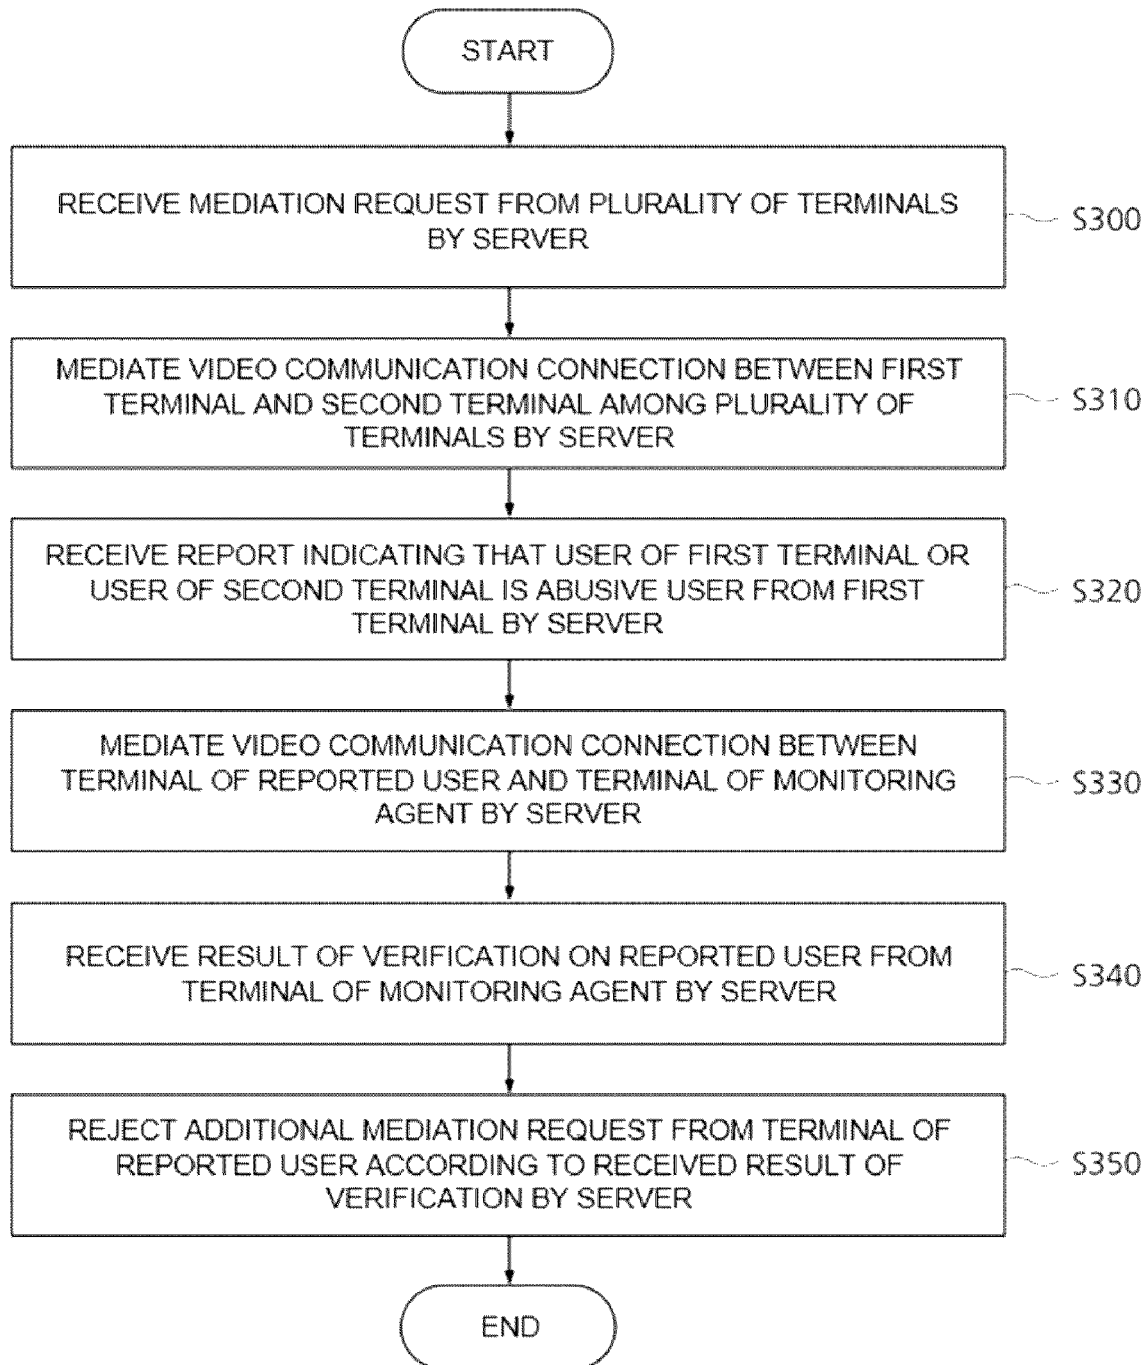 START
RECEIVE MEDIATION REQUEST FROM PLURALITY OF TERMINALS
BY SERVER
S300
MEDIATE VIDEO COMMUNICATION CONNECTION BETWEEN FIRST
TERMINAL AND SECOND TERMINAL AMONG PLURALITY OF
TERMINALS BY SERVER
S310
RECEIVE REPORT INDICATING THAT USER OF FIRST TERMINAL OR
USER OF SECOND TERMINAL IS ABUSIVE USER FROM FIRST
TERMINAL BY SERVER
S320
MEDIATE VIDEO COMMUNICATION CONNECTION BETWEEN
TERMINAL OF REPORTED USER AND TERMINAL OF MONITORING
AGENT BY SERVER
S330
RECEIVE RESULT OF VERIFICATION ON REPORTED USER FROM
TERMINAL OF MONITORING AGENT BY SERVER
S340
REJECT ADDITIONAL MEDIATION REQUEST FROM TERMINAL OF
REPORTED USER ACCORDING TO RECEIVED RESULT OF
VERIFICATION BY SERVER
S350
END